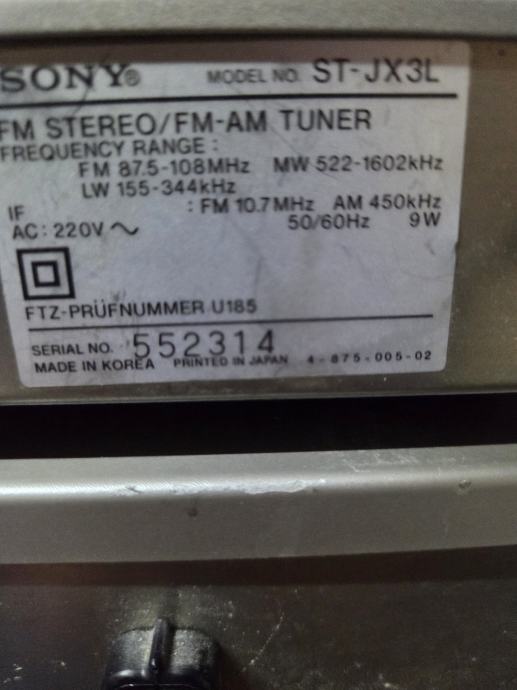 SONY® MODEL NO. ST-JX3L
FM STEREO/FM-AM TUNER
FREQUENCY RANGE :
FM 87.5-108MHz MW 522-1602kHz
LW 155-344kHz
IF : FM 10.7MHz AM 450kHz
AC : 220V ~ 50/60Hz 9W
FTZ-PRÜFNUMMER U185
SERIAL NO. 552314
MADE IN KOREA PRINTED IN JAPAN 4-875-005-02